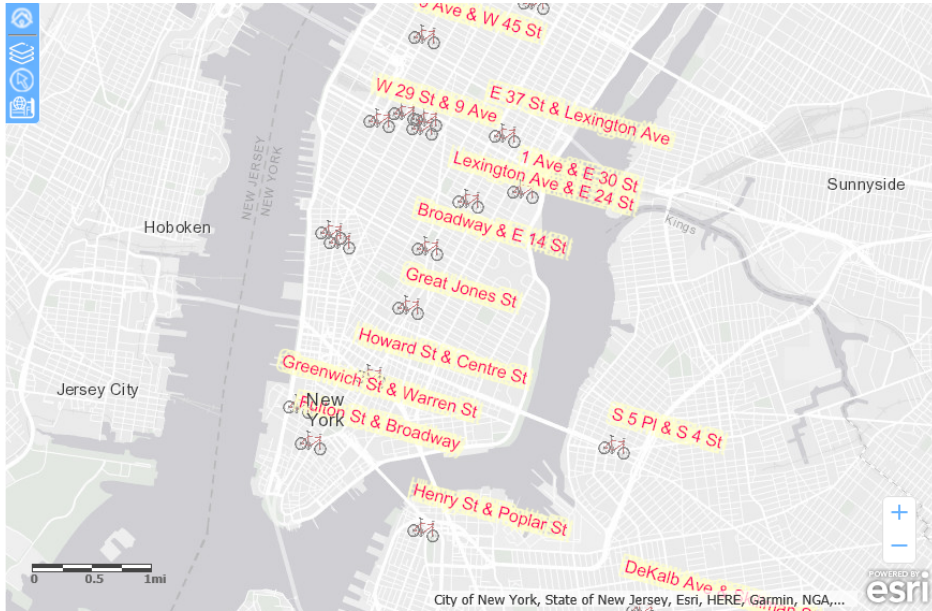 Ave & W 45 St
W 29 St & 9 Ave
E 37 St & Lexington Ave
1 Ave & E 30 St
Lexington Ave & E 24 St
Sunnyside
NEW JERSEY
NEW YORK
Hoboken
Broadway & E 14 St
Kings
Great Jones St
Howard St & Centre St
Greenwich St & Warren St
Jersey City
New
York
Fulton St & Broadway
S 5 Pl & S 4 St
Henry St & Poplar St
+
−
DeKalb Ave &
0 0.5 1mi
POWERED BY
esri
City of New York, State of New Jersey, Esri, HERE, Garmin, NGA,...